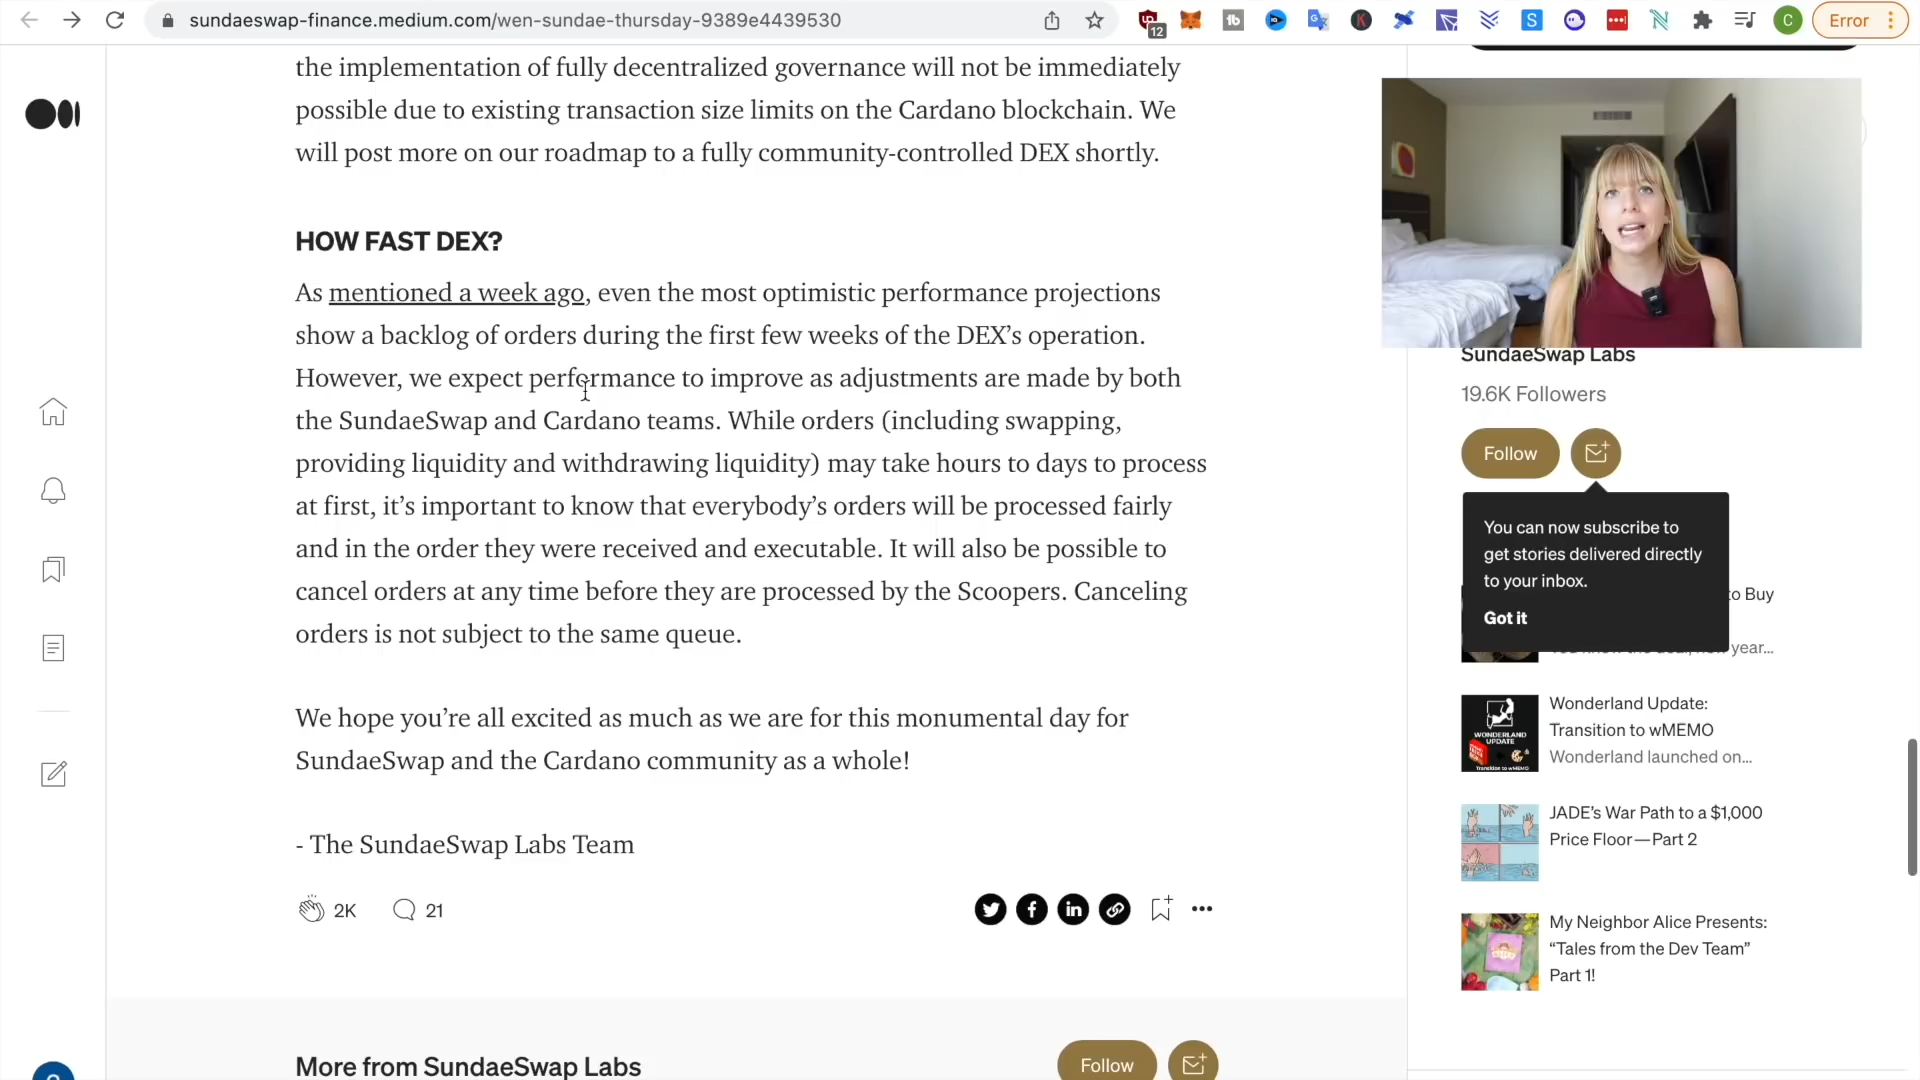 sundaeswap-finance.medium.com/wen-sundae-thursday-9389e4439530
12
C
Error
the implementation of fully decentralized governance will not be immediately
possible due to existing transaction size limits on the Cardano blockchain. We
will post more on our roadmap to a fully community-controlled DEX shortly.
HOW FAST DEX?
As mentioned a week ago, even the most optimistic performance projections
show a backlog of orders during the first few weeks of the DEX’s operation.
However, we expect performance to improve as adjustments are made by both
the SundaeSwap and Cardano teams. While orders (including swapping,
providing liquidity and withdrawing liquidity) may take hours to days to process
at first, it’s important to know that everybody’s orders will be processed fairly
and in the order they were received and executable. It will also be possible to
cancel orders at any time before they are processed by the Scoopers. Canceling
orders is not subject to the same queue.
We hope you’re all excited as much as we are for this monumental day for
SundaeSwap and the Cardano community as a whole!
- The SundaeSwap Labs Team
2K
21
More from SundaeSwap Labs
Follow
SundaeSwap Labs
19.6K Followers
Follow
You can now subscribe to
get stories delivered directly
to your inbox.
Got it
to Buy
year...
WONDERLAND
UPDATE
Transition to wMEMO
Wonderland Update:
Transition to wMEMO
Wonderland launched on...
JADE’s War Path to a $1,000
Price Floor—Part 2
My Neighbor Alice Presents:
“Tales from the Dev Team”
Part 1!